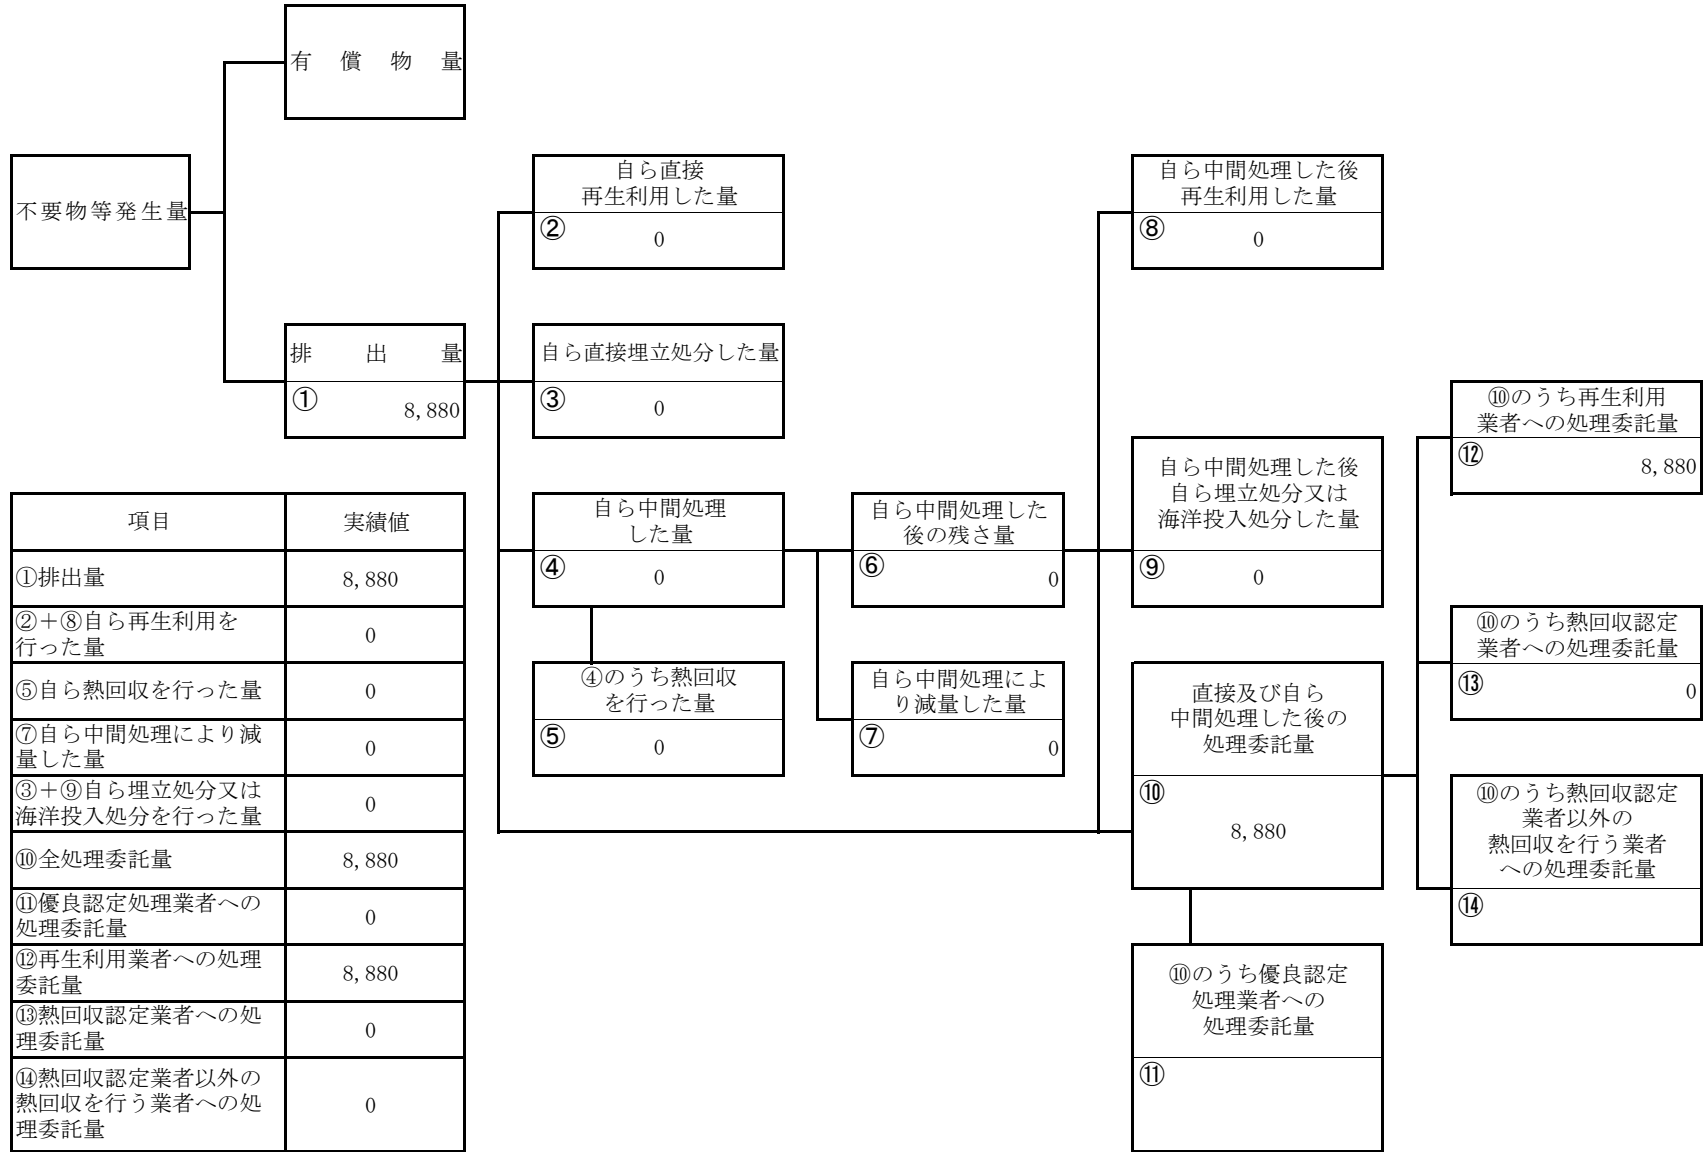 有償物量
不要物等発生量
自ら直接
再生利用した量
②
0
自ら中間処理した後
再生利用した量
⑧
0
排出量
①
8,880
自ら直接埋立処分した量
③
0
⑩のうち再生利用
業者への処理委託量
⑫
8,880
自ら中間処理した後
自ら埋立処分又は
海洋投入処分した量
⑨
0
自ら中間処理
した量
④
0
自ら中間処理した
後の残さ量
⑥
0
⑩のうち熱回収認定
業者への処理委託量
⑬
0
④のうち熱回収
を行った量
⑤
0
自ら中間処理によ
り減量した量
⑦
0
直接及び自ら
中間処理した後の
処理委託量
⑩
8,880
⑩のうち熱回収認定
業者以外の
熱回収を行う業者
への処理委託量
⑭
⑩のうち優良認定
処理業者への
処理委託量
⑪
項目 実績値
①排出量 8,880
②＋⑧自ら再生利用を
行った量
0
⑤自ら熱回収を行った量 0
⑦自ら中間処理により減
量した量
0
③＋⑨自ら埋立処分又は
海洋投入処分を行った量
0
⑩全処理委託量 8,880
⑪優良認定処理業者への
処理委託量
0
⑫再生利用業者への処理
委託量
8,880
⑬熱回収認定業者への処
理委託量
0
⑭熱回収認定業者以外の
熱回収を行う業者への処
理委託量
0